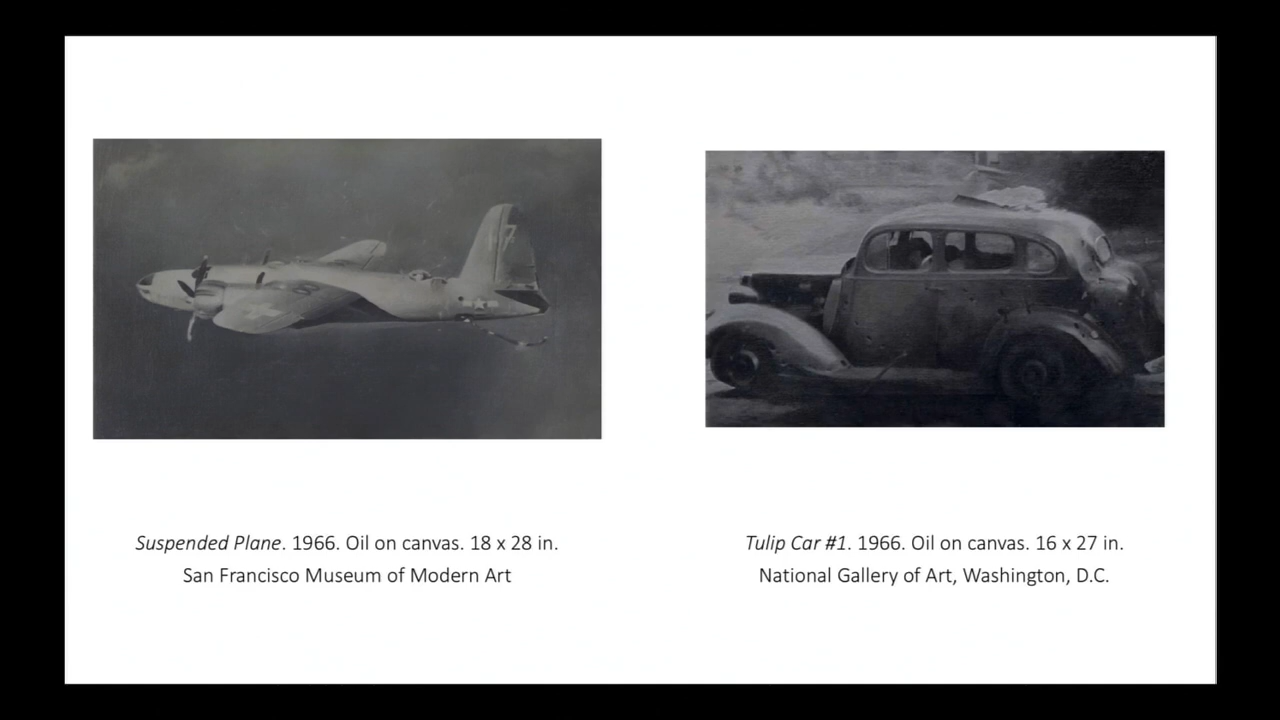 Suspended Plane. 1966. Oil on canvas. 18 x 28 in.
San Francisco Museum of Modern Art
Tulip Car #1. 1966. Oil on canvas. 16 x 27 in.
National Gallery of Art, Washington, D.C.